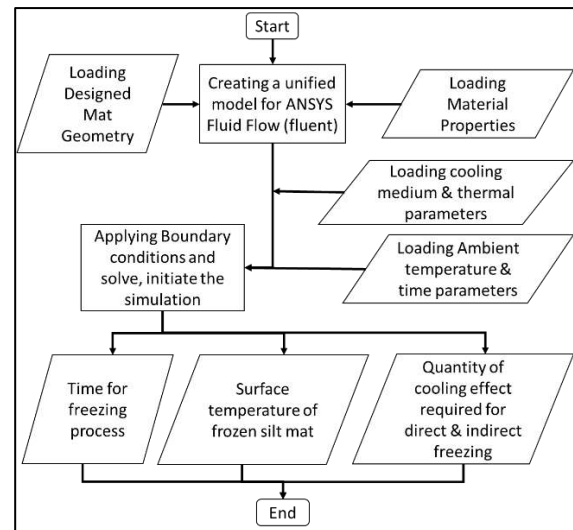 Start
Loading
Designed
Mat
Geometry
Creating a unified
model for ANSYS
Fluid Flow (fluent)
Loading
Material
Properties
Loading cooling
medium & thermal
parameters
Applying Boundary
conditions and
solve, initiate the
simulation
Loading Ambient
temperature &
time parameters
Time for
freezing
process
Surface
temperature of
frozen silt mat
Quantity of
cooling effect
required for
direct & indirect
freezing
End